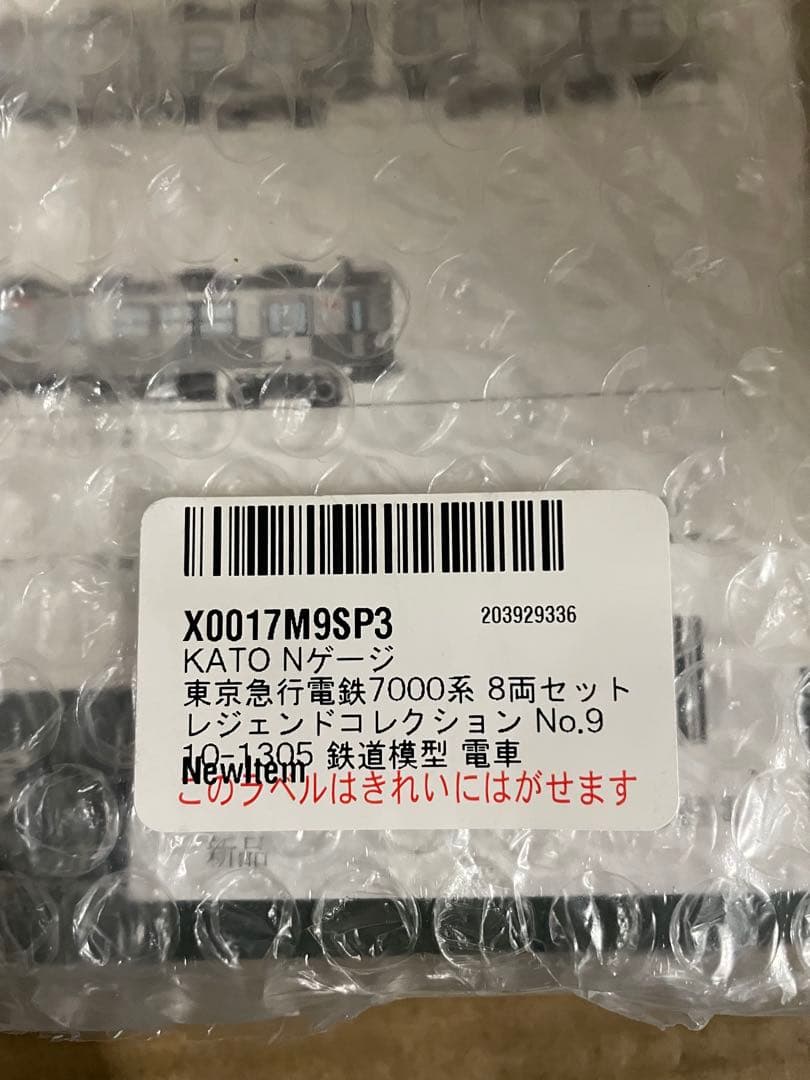 X0017M9SP3
203929336
KATO Nゲージ
東京急行電鉄7000系 8両セット
レジェンドコレクション No.9
10-1305 鉄道模型 電車
NewItem
このラベルはきれいにはがせます
新品